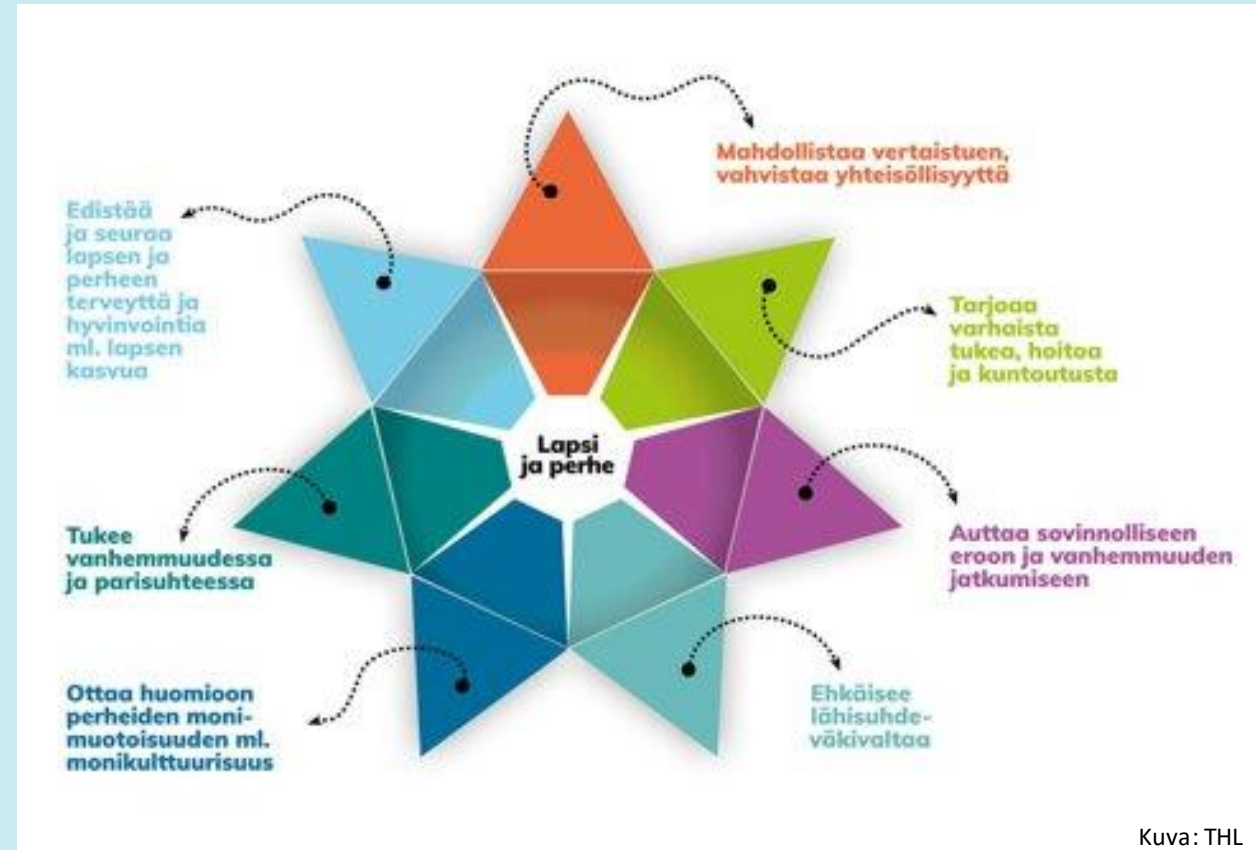 Mahdollistaa vertaistuen,
vahvistaa yhteisöllisyyttä
Edistää
ja seuraa
lapsen ja
perheen
terveyttä ja
hyvinvointia
ml. lapsen
kasvua
Tarjoaa
varhaista
tukea, hoitoa
ja kuntoutusta
Lapsi
ja perhe
Tukee
vanhemmuudessa
ja parisuhteessa
Auttaa sovinnolliseen
eroon ja vanhemmuuden
jatkumiseen
Ottaa huomioon
perheiden moni-
muotoisuuden ml.
monikulttuurisuus
Ehkäisee
lähisuhde-
väkivaltaa
Kuva: THL